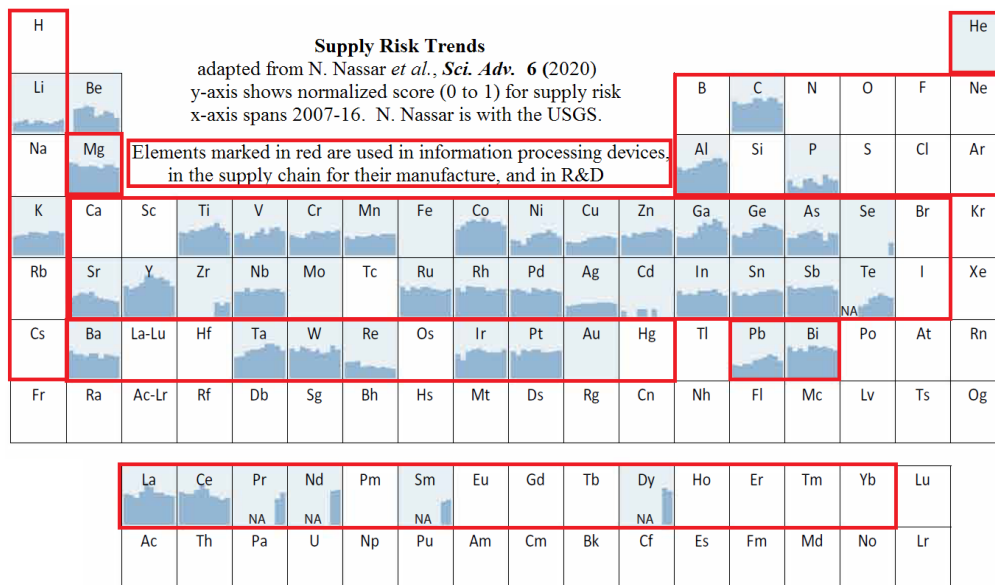 H He
Supply Risk Trends
adapted from N. Nassar et al., Sci. Adv. 6 (2020)
y-axis shows normalized score (0 to 1) for supply risk
x-axis spans 2007-16. N. Nassar is with the USGS.
Li Be B C N O F Ne
Elements marked in red are used in information processing devices,
in the supply chain for their manufacture, and in R&D
Na Mg Al Si P S Cl Ar
K Ca Sc Ti V Cr Mn Fe Co Ni Cu Zn Ga Ge As Se Br Kr
Rb Sr Y Zr Nb Mo Tc Ru Rh Pd Ag Cd In Sn Sb Te I Xe
NA
Cs Ba La-Lu Hf Ta W Re Os Ir Pt Au Hg Tl Pb Bi Po At Rn
Fr Ra Ac-Lr Rf Db Sg Bh Hs Mt Ds Rg Cn Nh Fl Mc Lv Ts Og
La Ce Pr Nd Pm Sm Eu Gd Tb Dy Ho Er Tm Yb Lu
NA NA NA NA
Ac Th Pa U Np Pu Am Cm Bk Cf Es Fm Md No Lr